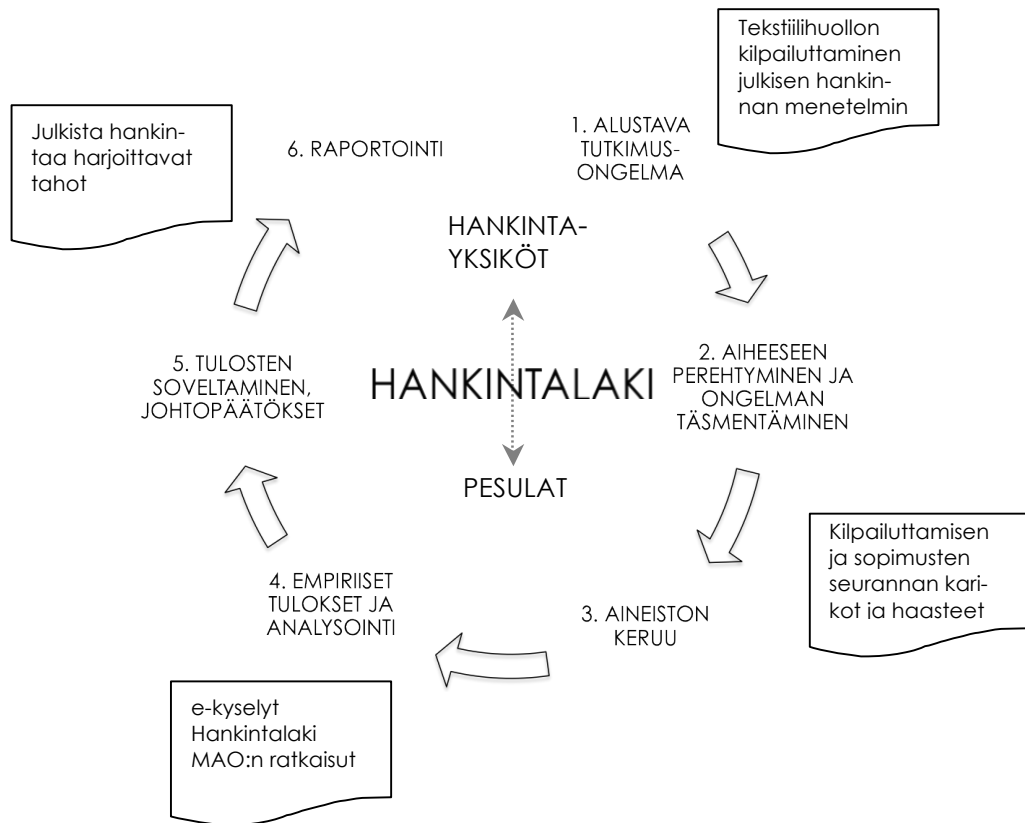 Tekstiilihuollon
kilpailuttaminen
julkisen hankin-
nan menetelmin
Julkista hankin-
taa harjoittavat
tahot
6. RAPORTOINTI
1. ALUSTAVA
TUTKIMUS-
ONGELMA
HANKINTA-
YKSIKÖT
5. TULOSTEN
SOVELTAMINEN,
JOHTOPÄÄTÖKSET
HANKINTALAKI
2. AIHEESEEN
PEREHTYMINEN JA
ONGELMAN
TÄSMENTÄMINEN
PESULAT
Kilpailuttamisen
ja sopimusten
seurannan kari-
kot ja haasteet
4. EMPIRIISET
TULOKSET JA
ANALYSOINTI
3. AINEISTON
KERUU
e-kyselyt
Hankintalaki
MAO:n ratkaisut